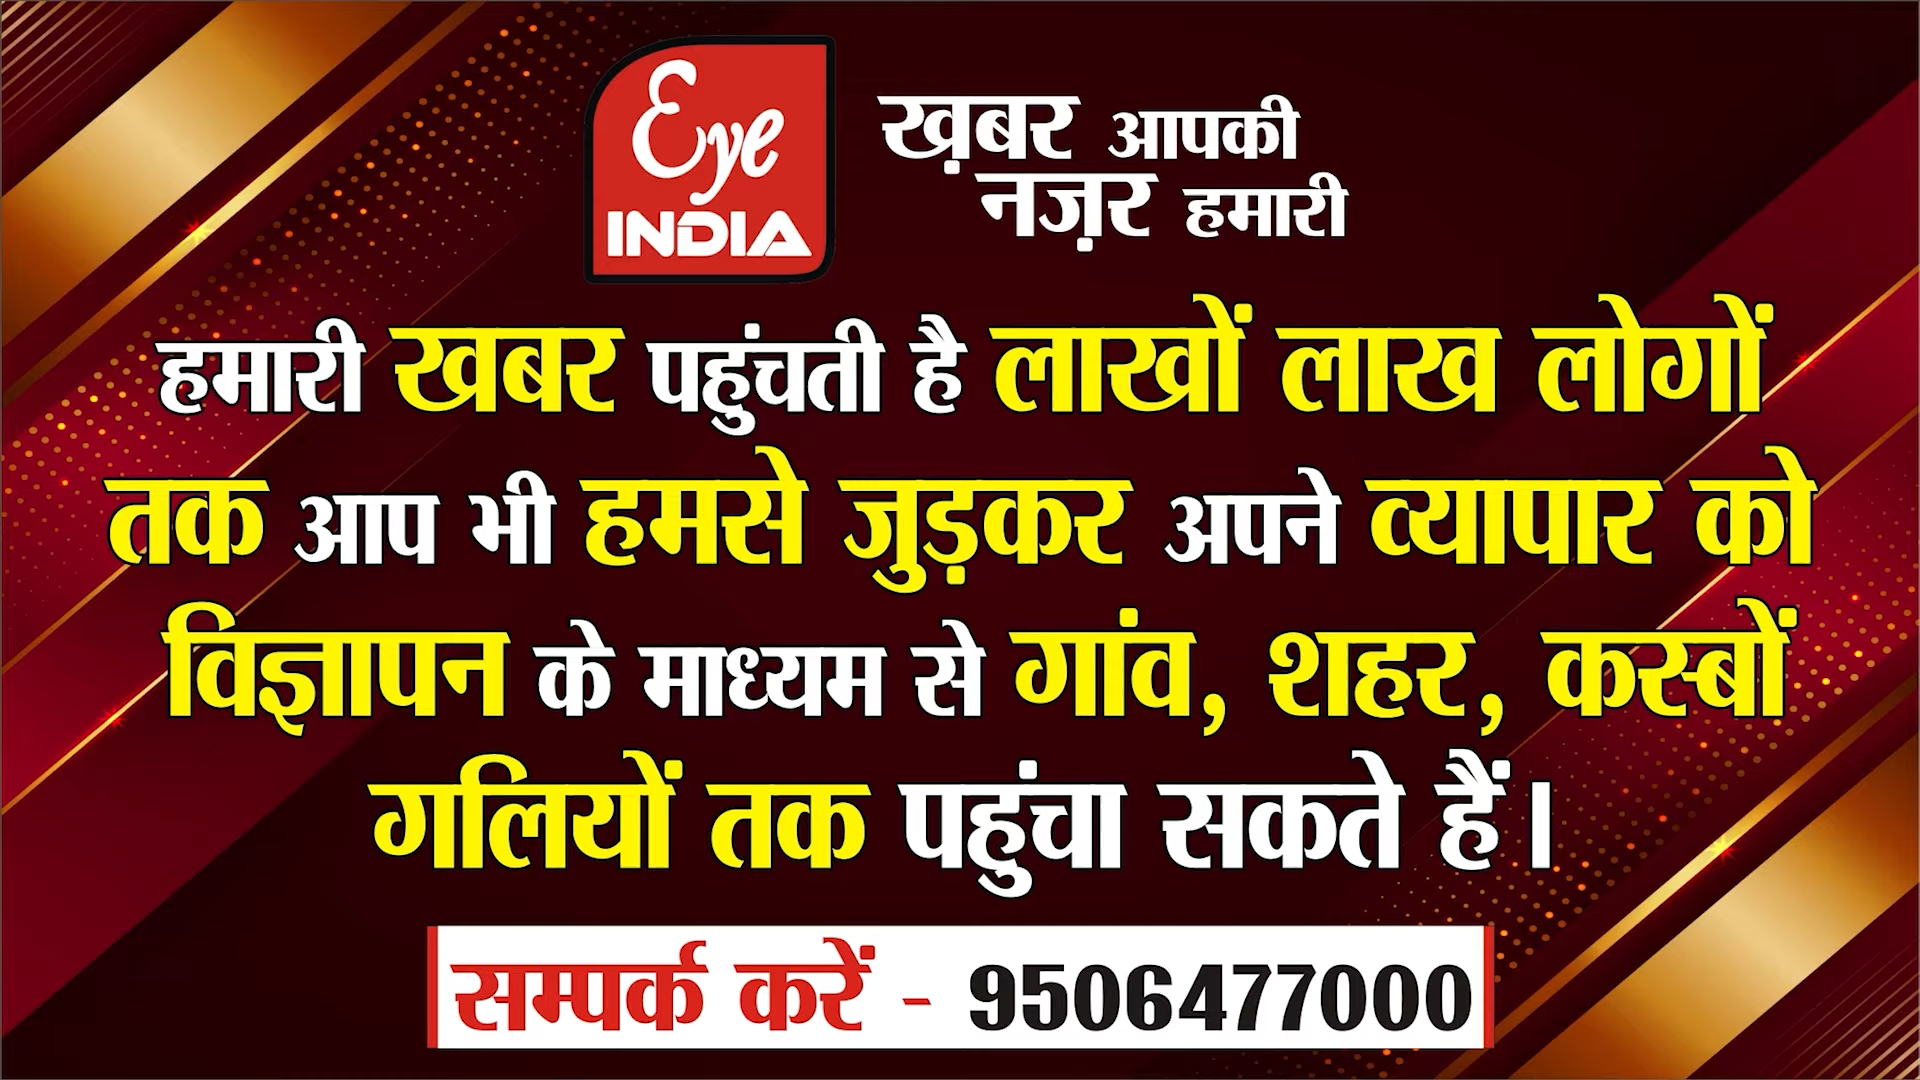 Eye
INDIA
ख़बर आपकी
नज़र हमारी
हमारी खबर पहुंचती है लाखों लाख लोगों
तक आप भी हमसे जुड़कर अपने व्यापार को
विज्ञापन के माध्यम से गांव, शहर, कस्बों
गलियों तक पहुंचा सकते हैं।
सम्पर्क करें - 9506477000